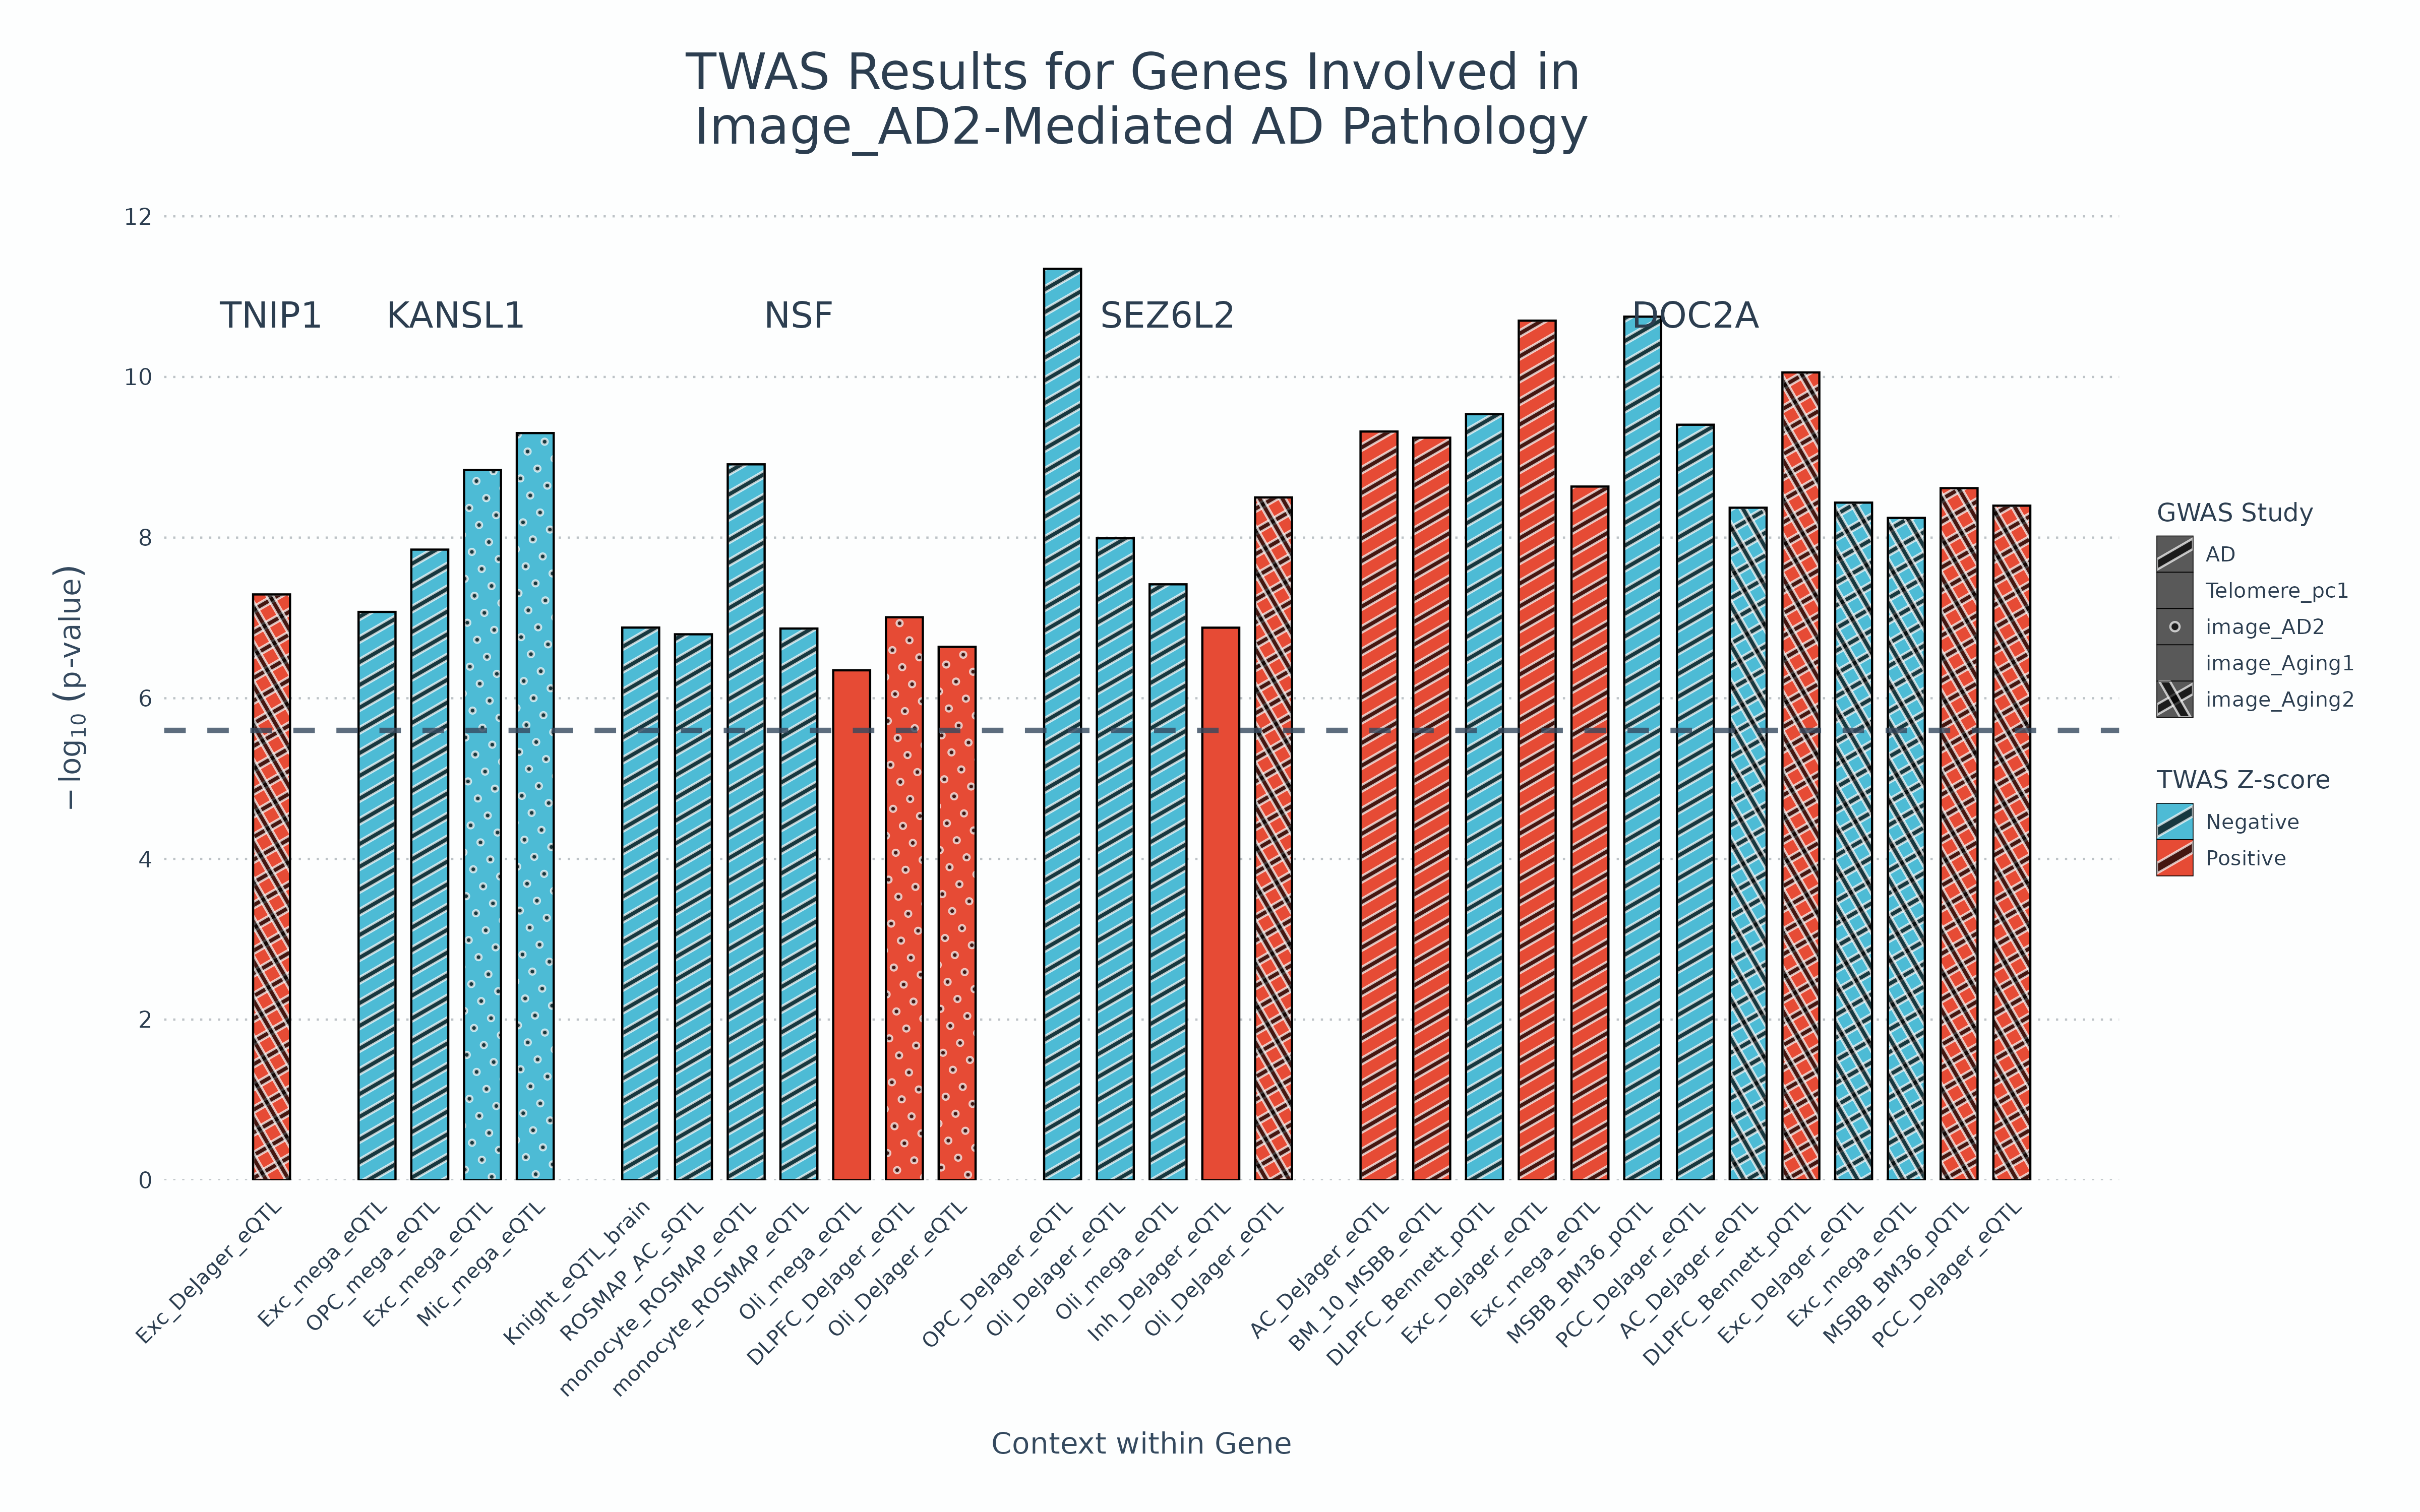 TWAS Results for Genes Involved in
Image_AD2-Mediated AD Pathology
12
10
8
6
4
2
0
− log10 (p-value)
TNIP1
KANSL1
NSF
SEZ6L2
DOC2A
Exc_DeJager_eQTL
Exc_mega_eQTL
OPC_mega_eQTL
Exc_mega_eQTL
Mic_mega_eQTL
Knight_eQTL_brain
ROSMAP_AC_sQTL
monocyte_ROSMAP_eQTL
monocyte_ROSMAP_eQTL
Oli_mega_eQTL
DLPFC_DeJager_eQTL
Oli_DeJager_eQTL
OPC_DeJager_eQTL
Oli_DeJager_eQTL
Oli_mega_eQTL
Inh_DeJager_eQTL
Oli_DeJager_eQTL
AC_DeJager_eQTL
BM_10_MSBB_eQTL
DLPFC_Bennett_pQTL
Exc_DeJager_eQTL
Exc_mega_eQTL
MSBB_BM36_pQTL
PCC_DeJager_eQTL
AC_DeJager_eQTL
DLPFC_Bennett_pQTL
Exc_DeJager_eQTL
Exc_mega_eQTL
MSBB_BM36_pQTL
PCC_DeJager_eQTL
Context within Gene
GWAS Study
AD
Telomere_pc1
image_AD2
image_Aging1
image_Aging2
TWAS Z-score
Negative
Positive